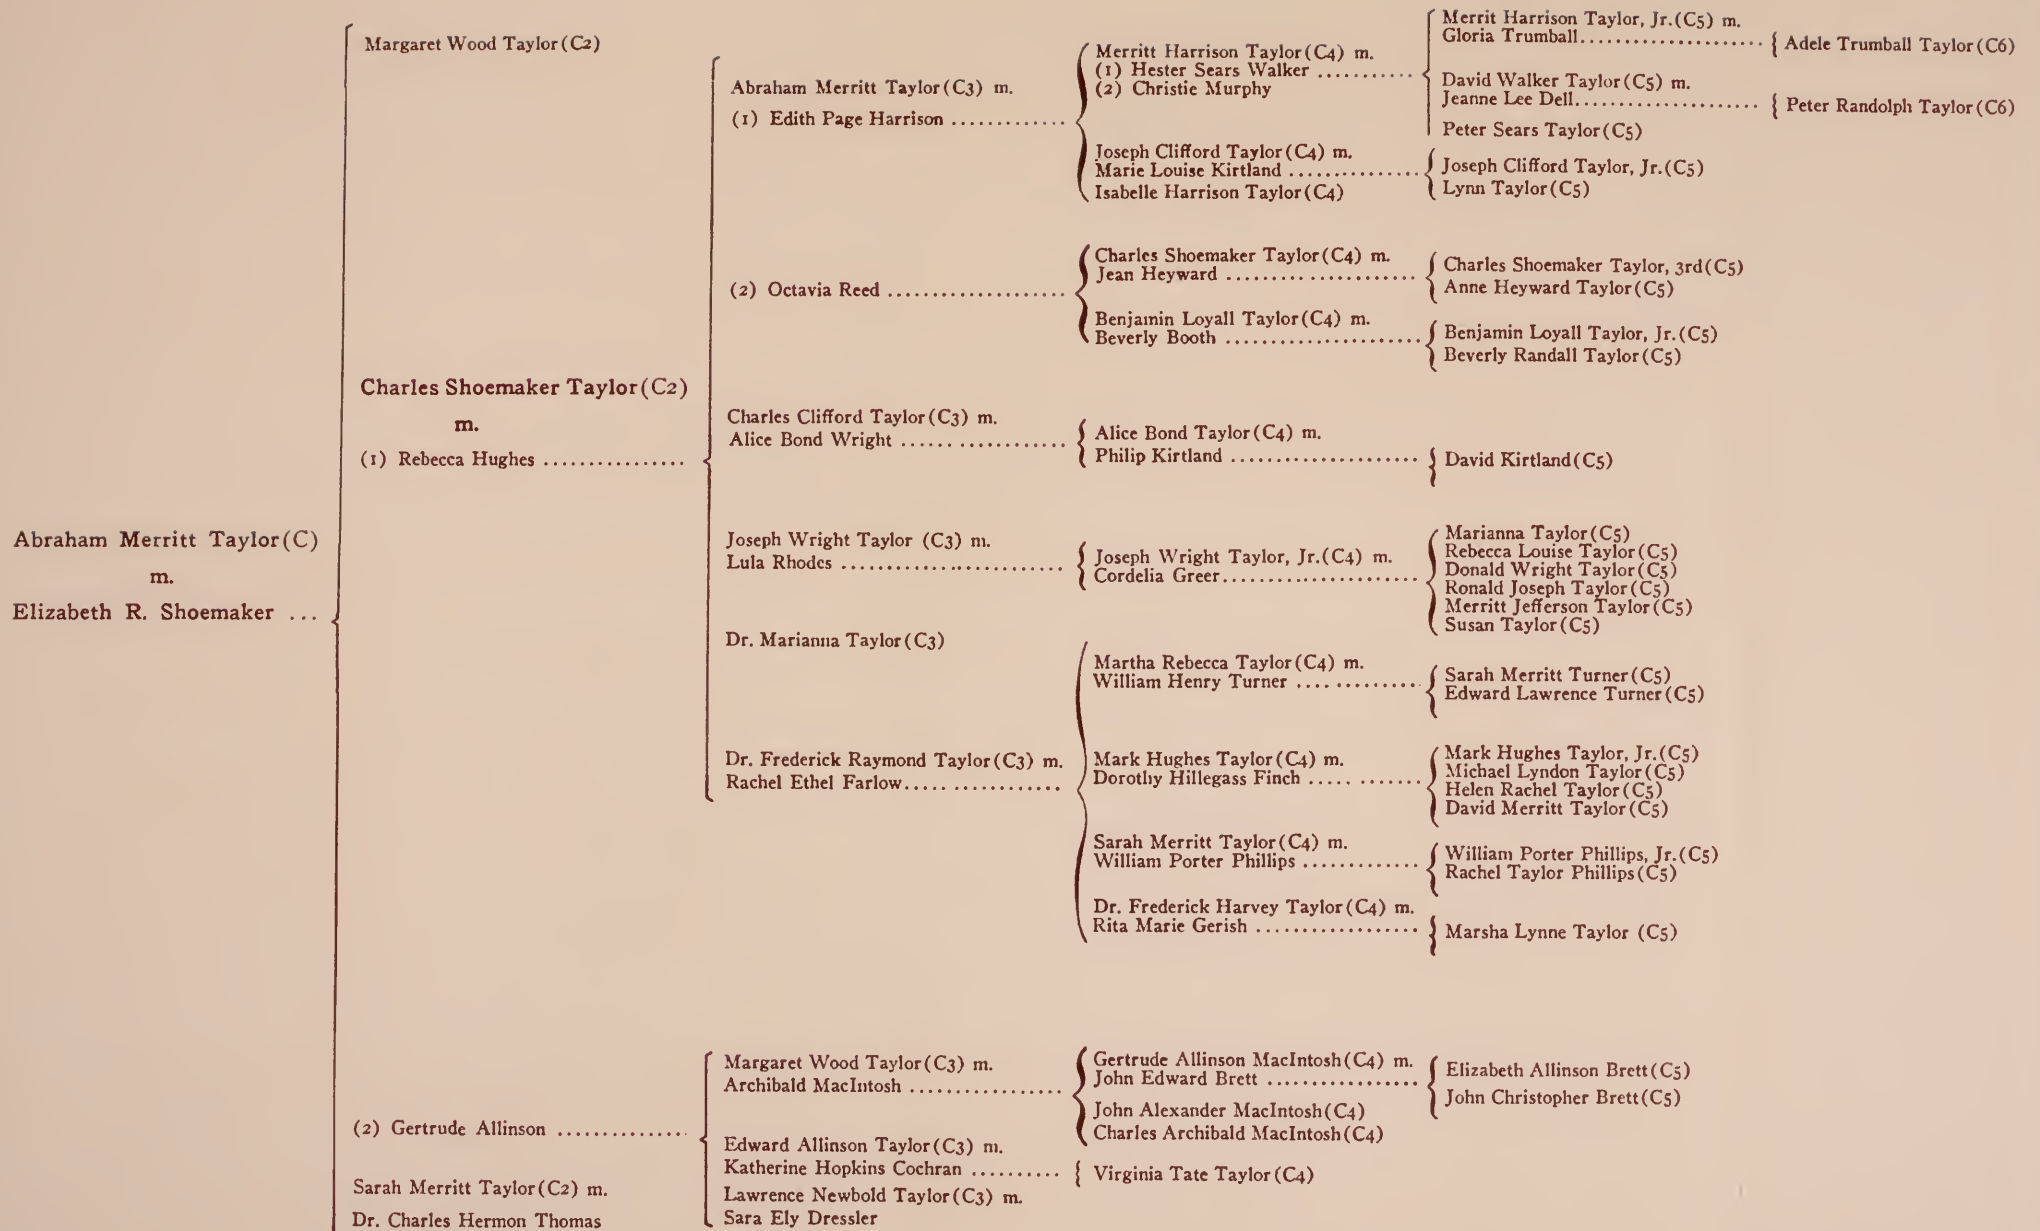 Abraham Merritt Taylor(C)
m.
Elizabeth R. Shoemaker ...
Margaret Wood Taylor(C2)
Charles Shoemaker Taylor(C2)
m.
(1) Rebecca Hughes ................
(2) Gertrude Allinson ...............
Sarah Merritt Taylor(C2) m.
Dr. Charles Hermon Thomas
Abraham Merritt Taylor(C3) m.
(1) Edith Page Harrison .............
(2) Octavia Reed ....................
Charles Clifford Taylor(C3) m.
Alice Bond Wright ...................
Joseph Wright Taylor (C3) m.
Lula Rhodes .........................
Dr. Marianna Taylor(C3)
Dr. Frederick Raymond Taylor(C3) m.
Rachel Ethel Farlow.................
Margaret Wood Taylor(C3) m.
Archibald MacIntosh .................
Edward Allinson Taylor(C3) m.
Katherine Hopkins Cochran ..........
Lawrence Newbold Taylor(C3) m.
Sara Ely Dressler
Merritt Harrison Taylor(C4) m.
(1) Hester Sears Walker ...........
(2) Christie Murphy
Joseph Clifford Taylor(C4) m.
Marie Louise Kirtland ...............
Isabelle Harrison Taylor(C4)
Charles Shoemaker Taylor(C4) m.
Jean Heyward .....................
Benjamin Loyall Taylor(C4) m.
Beverly Booth ......................
Alice Bond Taylor(C4) m.
Philip Kirtland .....................
Joseph Wright Taylor, Jr.(C4) m.
Cordelia Greer......................
Martha Rebecca Taylor(C4) m.
William Henry Turner ..............
Mark Hughes Taylor(C4) m.
Dorothy Hillegass Finch ............
Sarah Merritt Taylor(C4) m.
William Porter Phillips .............
Dr. Frederick Harvey Taylor(C4) m.
Rita Marie Gerish ..................
Gertrude Allinson MacIntosh(C4) m.
John Edward Brett .................
John Alexander MacIntosh(C4)
Charles Archibald MacIntosh(C4)
Virginia Tate Taylor(C4)
Merrit Harrison Taylor, Jr.(C5) m.
Gloria Trumball.....................
David Walker Taylor(C5) m.
Jeanne Lee Dell.....................
Peter Sears Taylor(C5)
Joseph Clifford Taylor, Jr.(C5)
Lynn Taylor(C5)
Charles Shoemaker Taylor, 3rd(C5)
Anne Heyward Taylor(C5)
Benjamin Loyall Taylor, Jr.(C5)
Beverly Randall Taylor(C5)
David Kirtland(C5)
Marianna Taylor(C5)
Rebecca Louise Taylor(C5)
Donald Wright Taylor(C5)
Ronald Joseph Taylor(C5)
Merritt Jefferson Taylor(C5)
Susan Taylor(C5)
Sarah Merritt Turner(C5)
Edward Lawrence Turner(C5)
Mark Hughes Taylor, Jr.(C5)
Michael Lyndon Taylor(C5)
Helen Rachel Taylor(C5)
David Merritt Taylor(C5)
William Porter Phillips, Jr.(C5)
Rachel Taylor Phillips(C5)
Marsha Lynne Taylor (C5)
Elizabeth Allinson Brett(C5)
John Christopher Brett(C5)
Adele Trumball Taylor(C6)
Peter Randolph Taylor(C6)